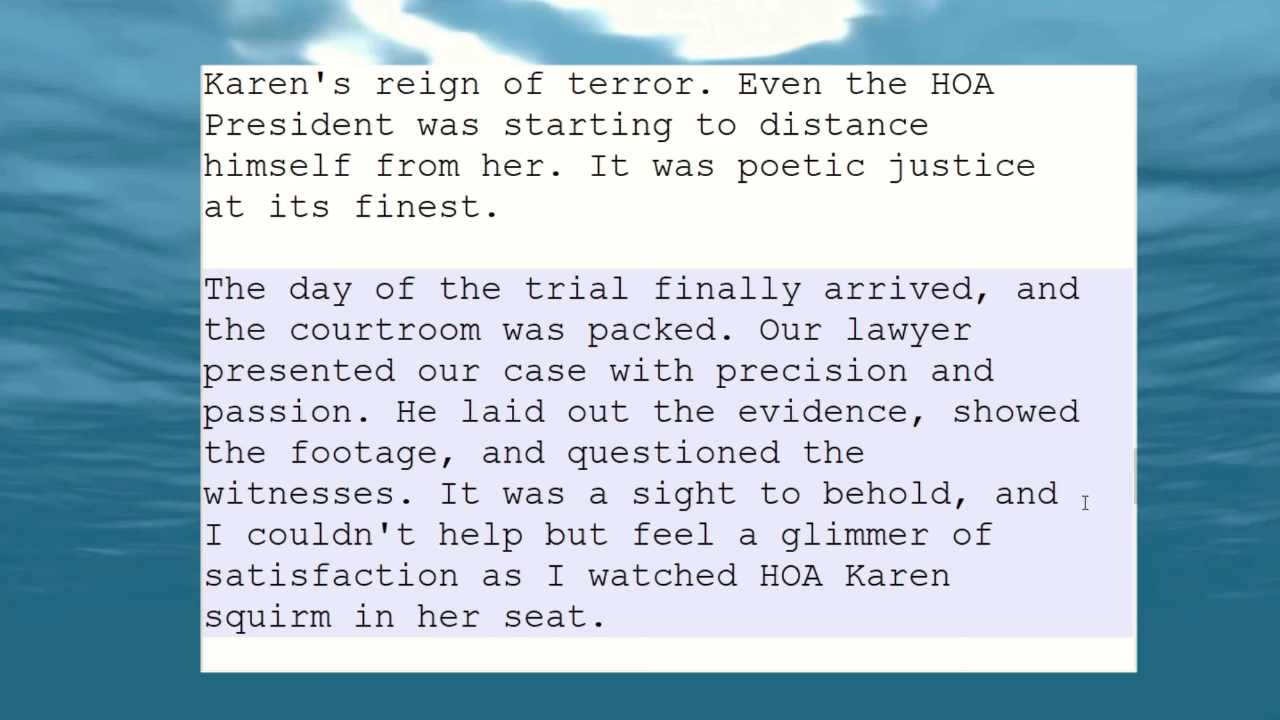 Karen's reign of terror. Even the HOA
President was starting to distance
himself from her. It was poetic justice
at its finest.
The day of the trial finally arrived, and
the courtroom was packed. Our lawyer
presented our case with precision and
passion. He laid out the evidence, showed
the footage, and questioned the
witnesses. It was a sight to behold, and
I couldn't help but feel a glimmer of
satisfaction as I watched HOA Karen
squirm in her seat.